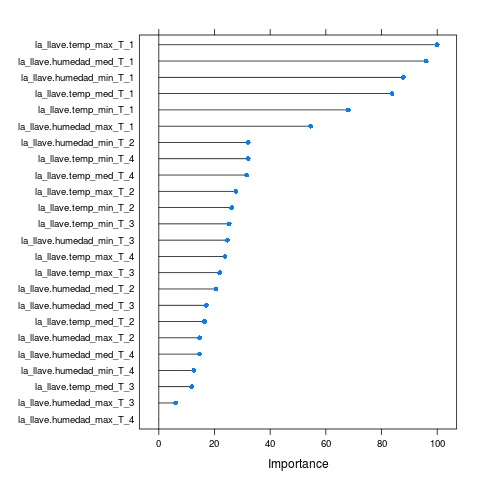 la_llave.temp_max_T_1
la_llave.humedad_med_T_1
la_llave.humedad_min_T_1
la_llave.temp_med_T_1
la_llave.temp_min_T_1
la_llave.humedad_max_T_1
la_llave.humedad_min_T_2
la_llave.temp_min_T_4
la_llave.temp_med_T_4
la_llave.temp_max_T_2
la_llave.temp_min_T_2
la_llave.temp_min_T_3
la_llave.humedad_min_T_3
la_llave.temp_max_T_4
la_llave.temp_max_T_3
la_llave.humedad_med_T_2
la_llave.humedad_med_T_3
la_llave.temp_med_T_2
la_llave.humedad_max_T_2
la_llave.humedad_med_T_4
la_llave.humedad_min_T_4
la_llave.temp_med_T_3
la_llave.humedad_max_T_3
la_llave.humedad_max_T_4
0 20 40 60 80 100
Importance